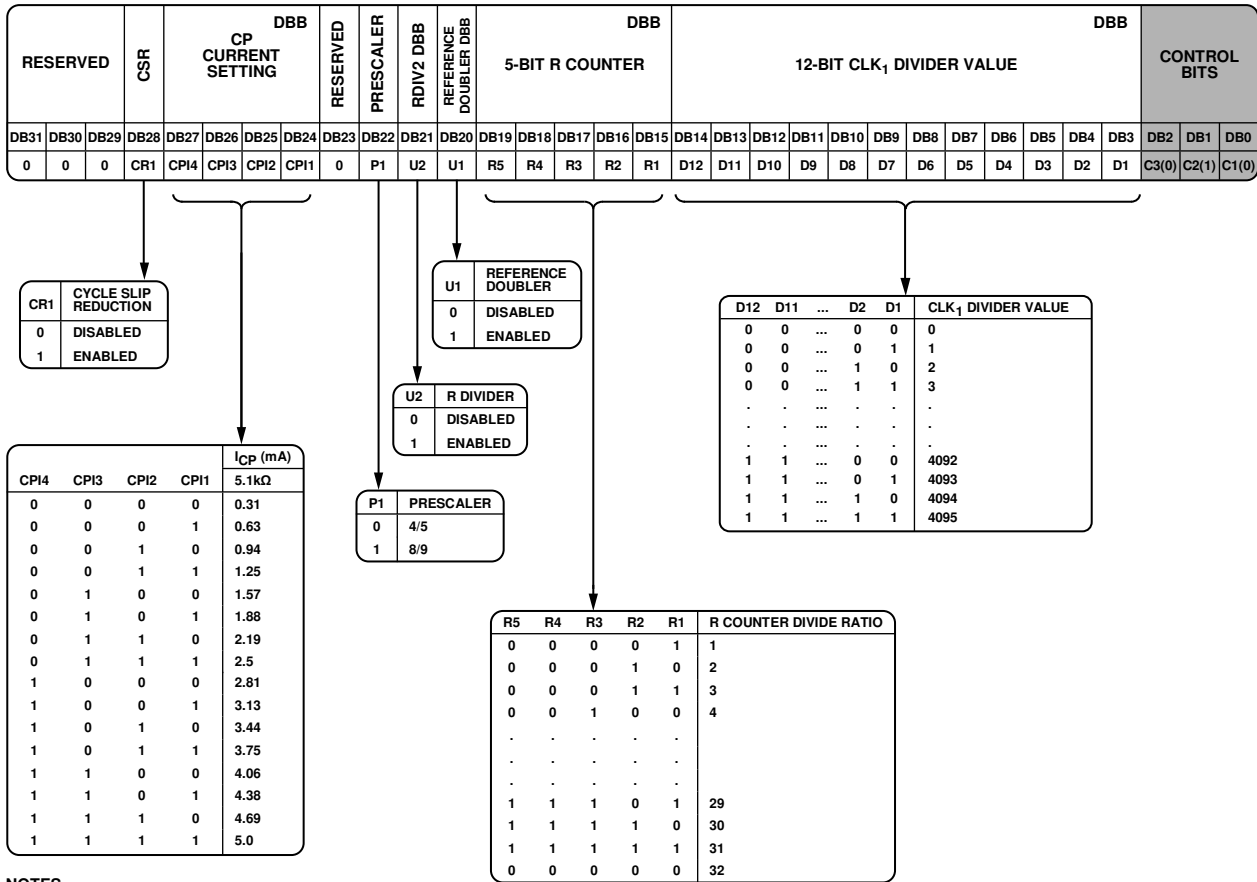 RESERVED
CSR
DBB
CP
CURRENT
SETTING
RESERVED
PRESCALER
RDIV2 DBB
REFERENCE
DOUBLER DBB
DBB
5-BIT R COUNTER
DBB
12-BIT CLK1 DIVIDER VALUE
CONTROL
BITS
DB31 DB30 DB29 DB28 DB27 DB26 DB25 DB24 DB23 DB22 DB21 DB20 DB19 DB18 DB17 DB16 DB15 DB14 DB13 DB12 DB11 DB10 DB9 DB8 DB7 DB6 DB5 DB4 DB3 DB2 DB1 DB0
0 0 0 CR1 CPI4 CPI3 CPI2 CPI1 0 P1 U2 U1 R5 R4 R3 R2 R1 D12 D11 D10 D9 D8 D7 D6 D5 D4 D3 D2 D1 C3(0) C2(1) C1(0)
CR1 CYCLE SLIP
REDUCTION
0 DISABLED
1 ENABLED
U1 REFERENCE
DOUBLER
0 DISABLED
1 ENABLED
U2 R DIVIDER
0 DISABLED
1 ENABLED
P1 PRESCALER
0 4/5
1 8/9
D12 D11 ... D2 D1 CLK1 DIVIDER VALUE
0 0 ... 0 0 0
0 0 ... 0 1 1
0 0 ... 1 0 2
0 0 ... 1 1 3
. . ... . . .
. . ... . . .
. . ... . . .
1 1 ... 0 0 4092
1 1 ... 0 1 4093
1 1 ... 1 0 4094
1 1 ... 1 1 4095
ICP (mA)
CPI4 CPI3 CPI2 CPI1 5.1kΩ
0 0 0 0 0.31
0 0 0 1 0.63
0 0 1 0 0.94
0 0 1 1 1.25
0 1 0 0 1.57
0 1 0 1 1.88
0 1 1 0 2.19
0 1 1 1 2.5
1 0 0 0 2.81
1 0 0 1 3.13
1 0 1 0 3.44
1 0 1 1 3.75
1 1 0 0 4.06
1 1 0 1 4.38
1 1 1 0 4.69
1 1 1 1 5.0
R5 R4 R3 R2 R1 R COUNTER DIVIDE RATIO
0 0 0 0 1 1
0 0 0 1 0 2
0 0 0 1 1 3
0 0 1 0 0 4
. . . . .
. . . . .
. . . . .
1 1 1 0 1 29
1 1 1 1 0 30
1 1 1 1 1 31
0 0 0 0 0 32
NOTES